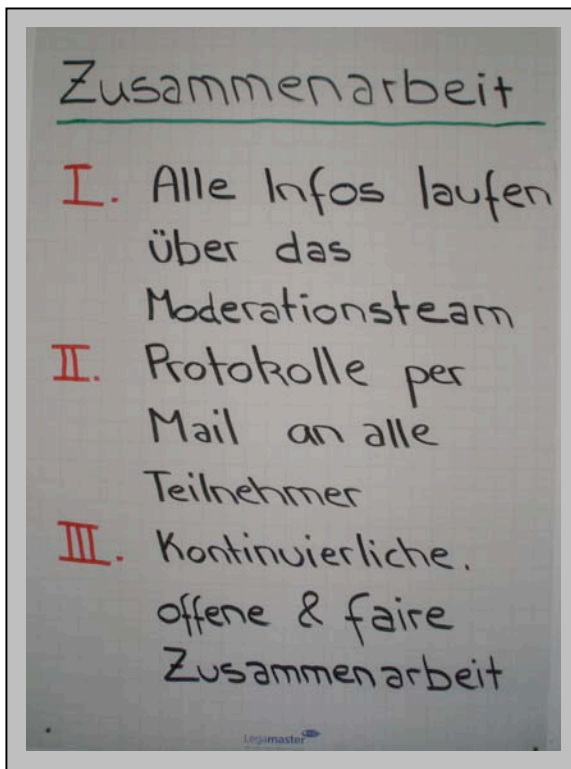 Zusammenarbeit
I. Alle Infos laufen
über das
Moderationsteam
II. Protokolle per
Mail an alle
Teilnehmer
III. Kontinuierliche.
offene & faire
Zusammenarbeit
Legamaster